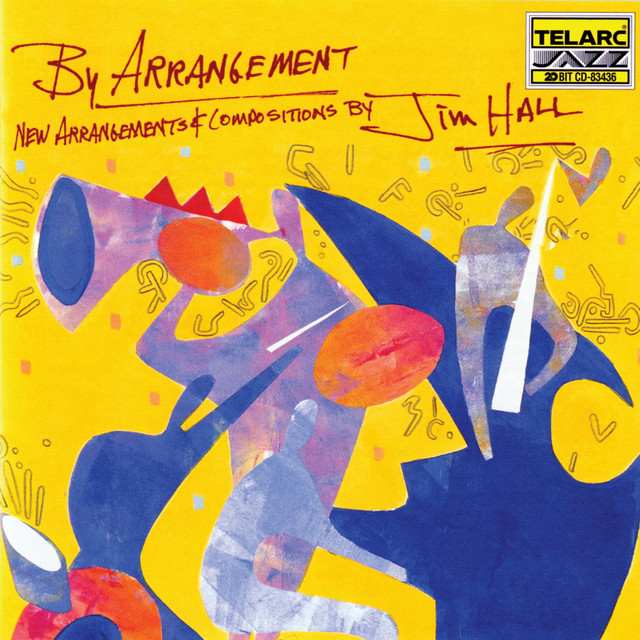 By Arrangement
New Arrangements & Compositions By Jim Hall
TELARC
JAZZ
20 BIT CD-83436